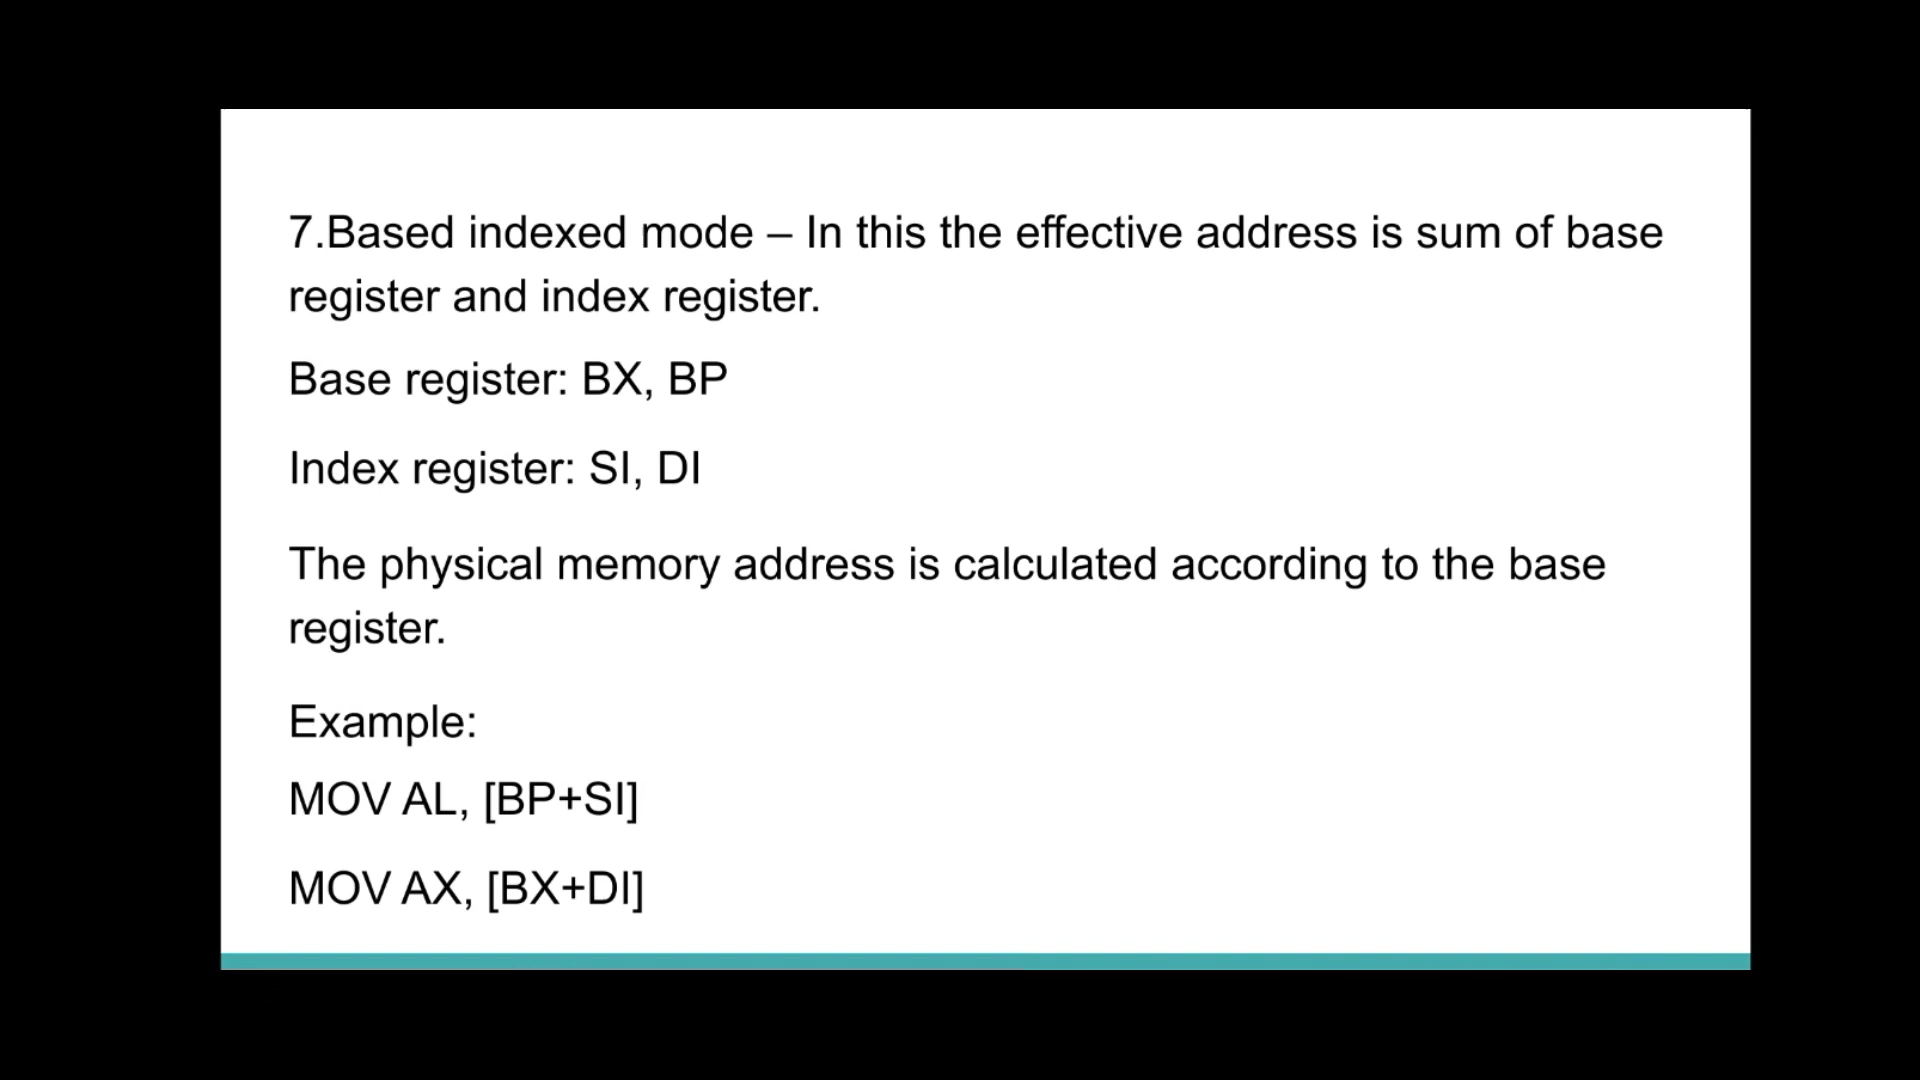 7.Based indexed mode – In this the effective address is sum of base
register and index register.
Base register: BX, BP
Index register: SI, DI
The physical memory address is calculated according to the base
register.
Example:
MOV AL, [BP+SI]
MOV AX, [BX+DI]